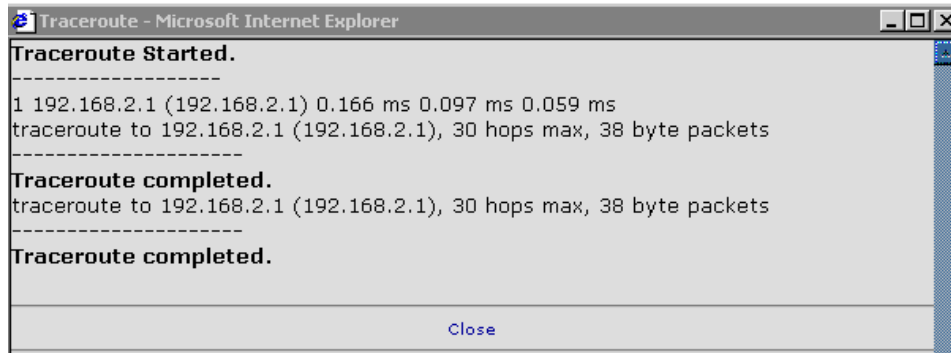 Traceroute - Microsoft Internet Explorer
Traceroute Started.
-------------------
1 192.168.2.1 (192.168.2.1) 0.166 ms 0.097 ms 0.059 ms
traceroute to 192.168.2.1 (192.168.2.1), 30 hops max, 38 byte packets
---------------------
Traceroute completed.
traceroute to 192.168.2.1 (192.168.2.1), 30 hops max, 38 byte packets
---------------------
Traceroute completed.
Close